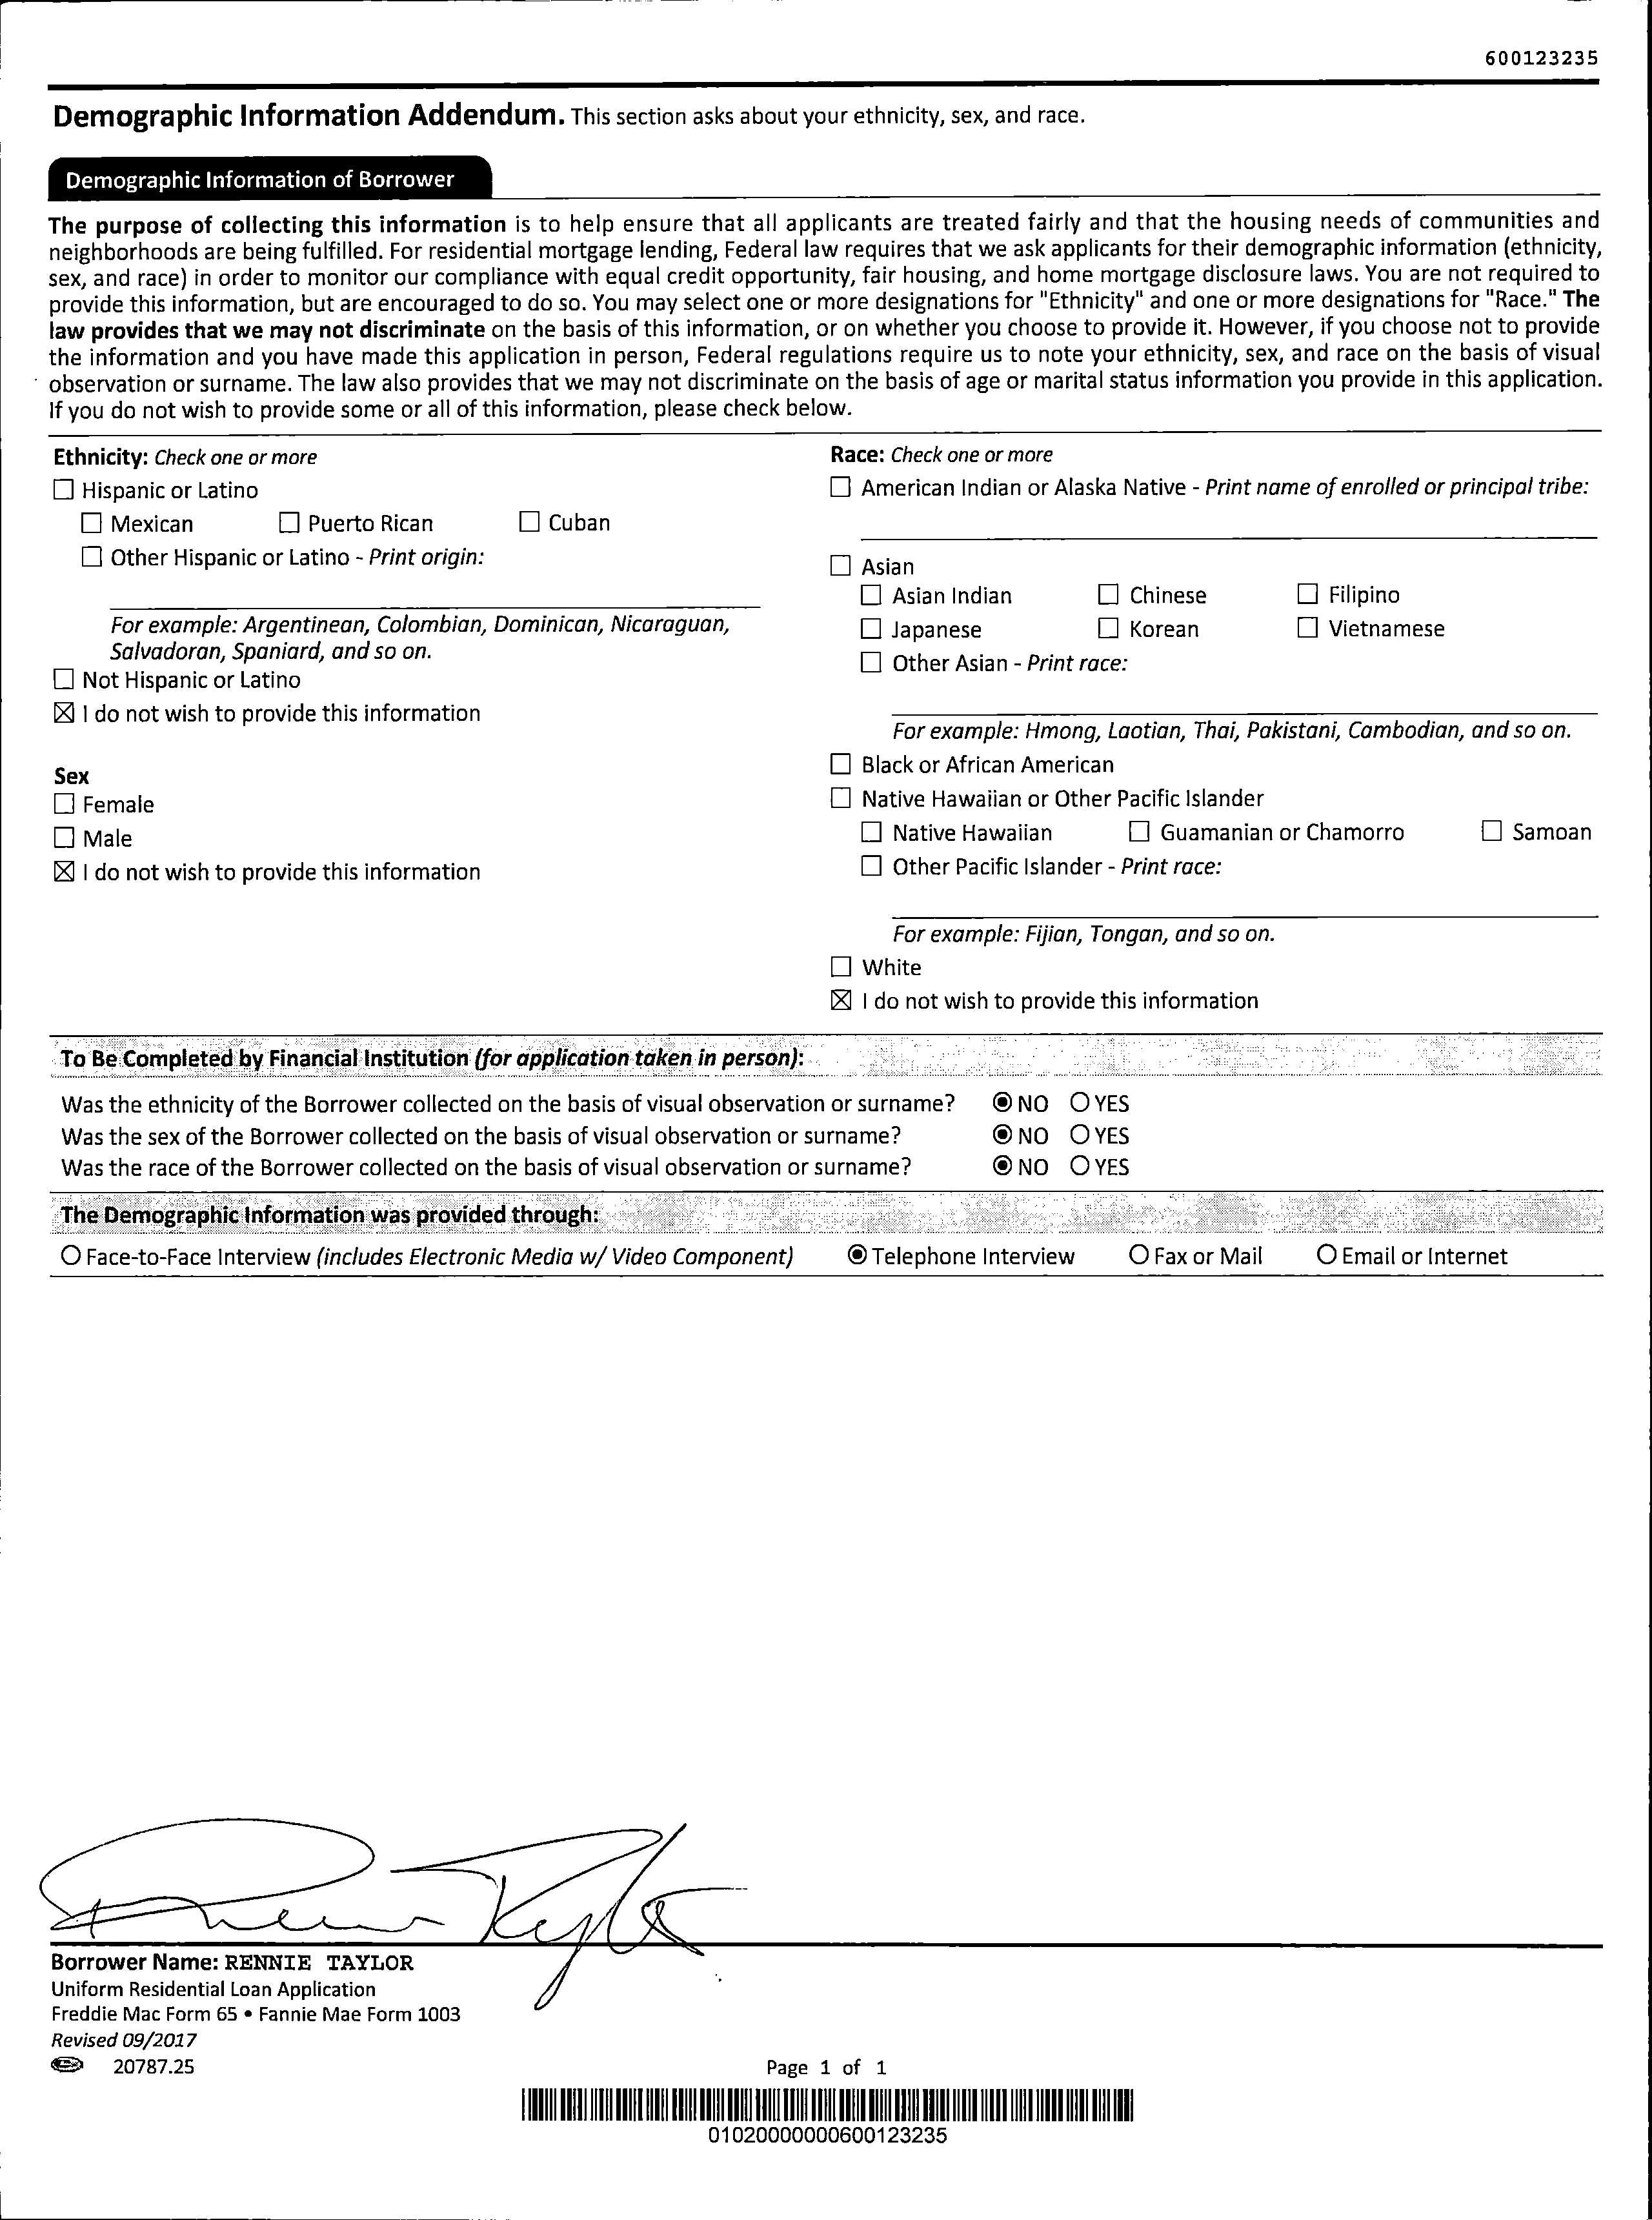 600123235
Demographic Information Addendum. This section asks about your ethnicity, sex, and race.
Demographic Information of Borrower
The purpose of collecting this information is to help ensure that all applicants are treated fairly and that the housing needs of communities and
neighborhoods are being fulfilled. For residential mortgage lending, Federal law requires that we ask applicants for their demographic information (ethnicity,
sex, and race) in order to monitor our compliance with equal credit opportunity, fair housing, and home mortgage disclosure laws. You are not required to
provide this information, but are encouraged to do so. You may select one or more designations for "Ethnicity" and one or more designations for "Race." The
law provides that we may not discriminate on the basis of this information, or on whether you choose to provide it. However, if you choose not to provide
the information and you have made this application in person, Federal regulations require us to note your ethnicity, sex, and race on the basis of visual
observation or surname. The law also provides that we may not discriminate on the basis of age or marital status information you provide in this application.
If you do not wish to provide some or all of this information, please check below.
Ethnicity: Check one or more
☐ Hispanic or Latino
☐ Mexican ☐ Puerto Rican ☐ Cuban
☐ Other Hispanic or Latino - Print origin:
For example: Argentinean, Colombian, Dominican, Nicaraguan,
Salvadoran, Spaniard, and so on.
☐ Not Hispanic or Latino
☒ I do not wish to provide this information
Sex
☐ Female
☐ Male
☒ I do not wish to provide this information
Race: Check one or more
☐ American Indian or Alaska Native - Print name of enrolled or principal tribe:
☐ Asian
☐ Asian Indian ☐ Chinese ☐ Filipino
☐ Japanese ☐ Korean ☐ Vietnamese
☐ Other Asian - Print race:
For example: Hmong, Laotian, Thai, Pakistani, Cambodian, and so on.
☐ Black or African American
☐ Native Hawaiian or Other Pacific Islander
☐ Native Hawaiian ☐ Guamanian or Chamorro ☐ Samoan
☐ Other Pacific Islander - Print race:
For example: Fijian, Tongan, and so on.
☐ White
☒ I do not wish to provide this information
To Be Completed by Financial Institution (for application taken in person):
Was the ethnicity of the Borrower collected on the basis of visual observation or surname? ◉ NO ○ YES
Was the sex of the Borrower collected on the basis of visual observation or surname? ◉ NO ○ YES
Was the race of the Borrower collected on the basis of visual observation or surname? ◉ NO ○ YES
The Demographic Information was provided through:
○ Face-to-Face Interview (includes Electronic Media w/ Video Component) ◉ Telephone Interview ○ Fax or Mail ○ Email or Internet
Borrower Name: RENNIE TAYLOR
Uniform Residential Loan Application
Freddie Mac Form 65 • Fannie Mae Form 1003
Revised 09/2017
20787.25
Page 1 of 1
01020000000600123235